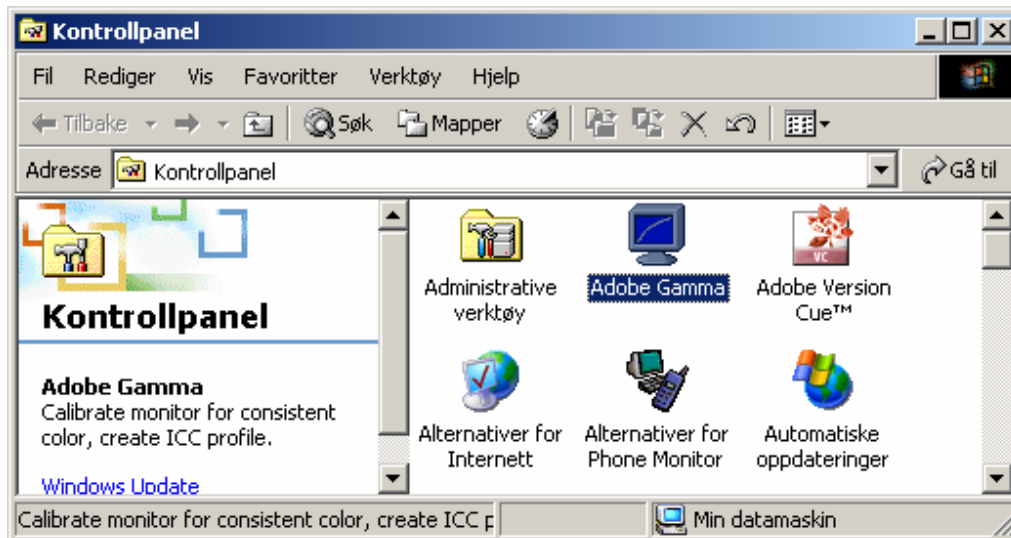 Kontrollpanel
Fil Rediger Vis Favoritter Verktøy Hjelp
Tilbake Søk Mapper
Adresse Kontrollpanel Gå til
Kontrollpanel
Adobe Gamma
Calibrate monitor for consistent
color, create ICC profile.
Windows Update
Administrative
verktøy
Adobe Gamma
Adobe Version
Cue™
VC
Alternativer for
Internett
Alternativer for
Phone Monitor
Automatiske
oppdateringer
Calibrate monitor for consistent color, create ICC p
Min datamaskin